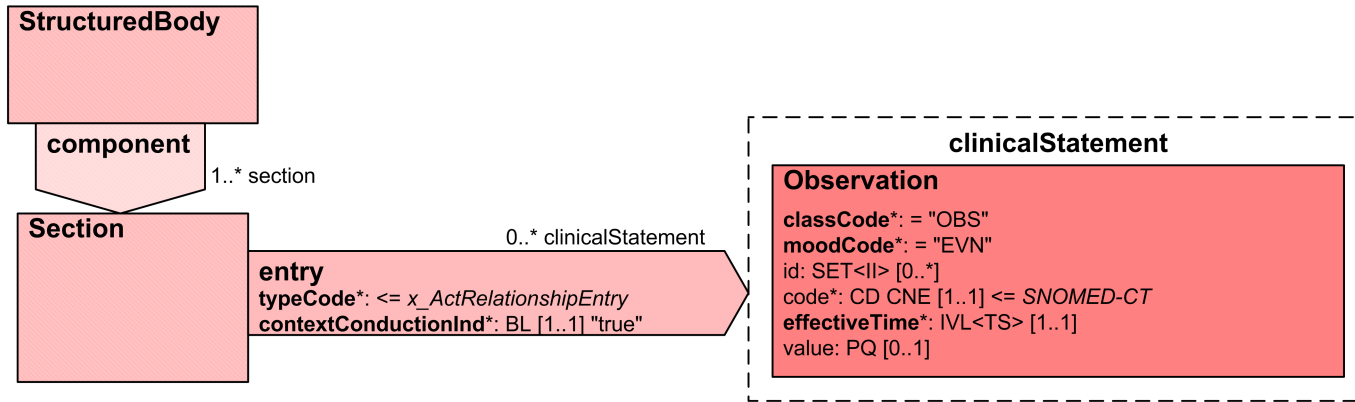 StructuredBody
component
1..* section
Section
0..* clinicalStatement
entry
typeCode*: <= x_ActRelationshipEntry
contextConductionInd*: BL [1..1] "true"
clinicalStatement
Observation
classCode*: = "OBS"
moodCode*: = "EVN"
id: SET<II> [0..*]
code*: CD CNE [1..1] <= SNOMED-CT
effectiveTime*: IVL<TS> [1..1]
value: PQ [0..1]